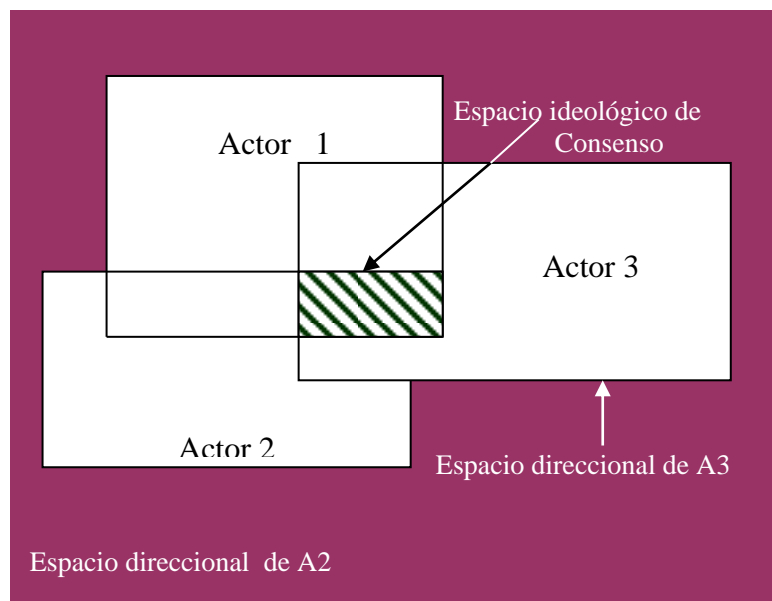 Espacio ideológico de
Consenso
Actor 1
Actor 3
Actor 2
Espacio direccional de A3
Espacio direccional de A2